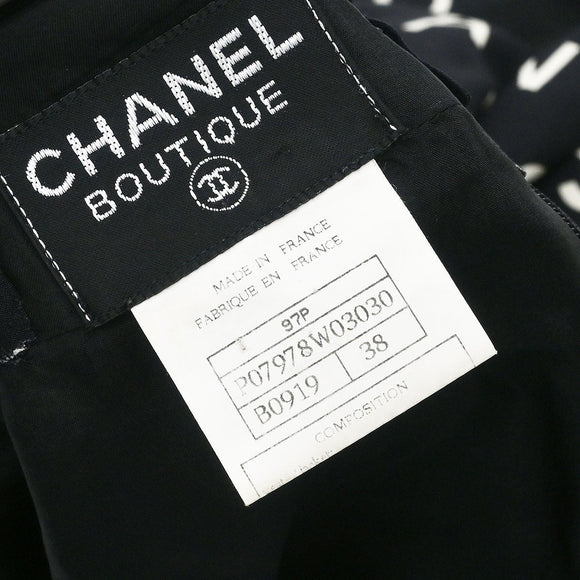 CHANEL
BOUTIQUE
MADE IN FRANCE
FABRIQUE EN FRANCE
97P
P07978W03030
B0919 38
COMPOSITION